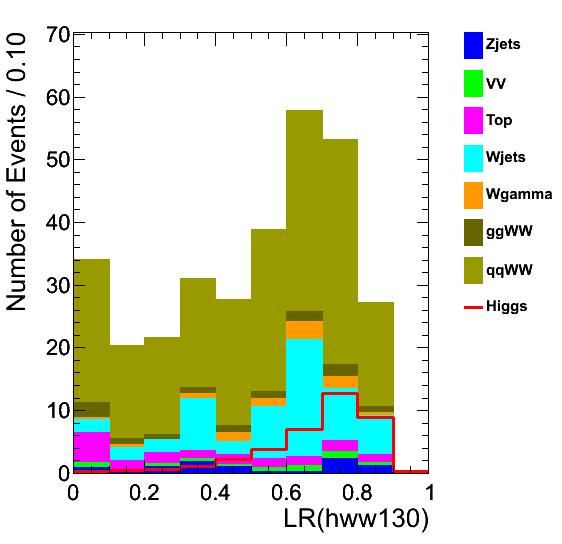 Number of Events / 0.10
70
60
50
40
30
20
10
0
0 0.2 0.4 0.6 0.8 1
LR(hww130)
Zjets
VV
Top
Wjets
Wgamma
ggWW
qqWW
Higgs